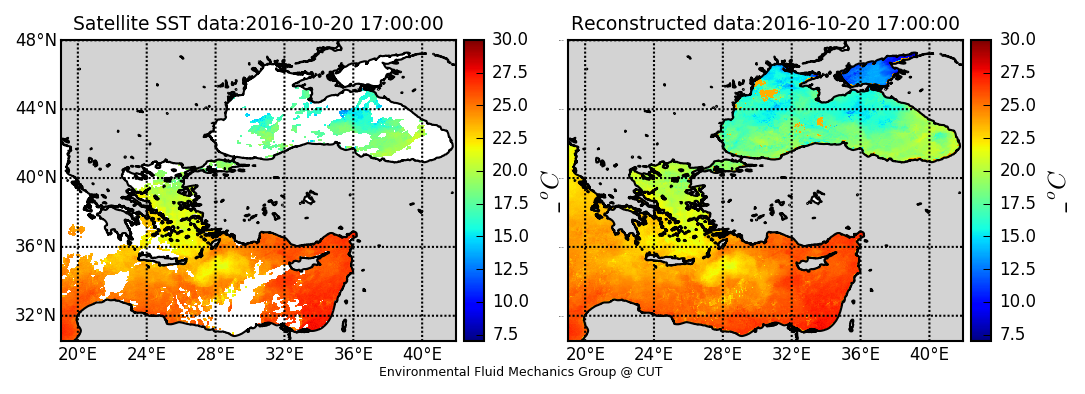 Satellite SST data:2016-10-20 17:00:00
48°N
44°N
40°N
36°N
32°N
20°E 24°E 28°E 32°E 36°E 40°E
30.0
27.5
25.0
22.5
20.0
17.5
15.0
12.5
10.0
7.5
_°C
Reconstructed data:2016-10-20 17:00:00
20°E 24°E 28°E 32°E 36°E 40°E
30.0
27.5
25.0
22.5
20.0
17.5
15.0
12.5
10.0
7.5
_°C
Environmental Fluid Mechanics Group @ CUT